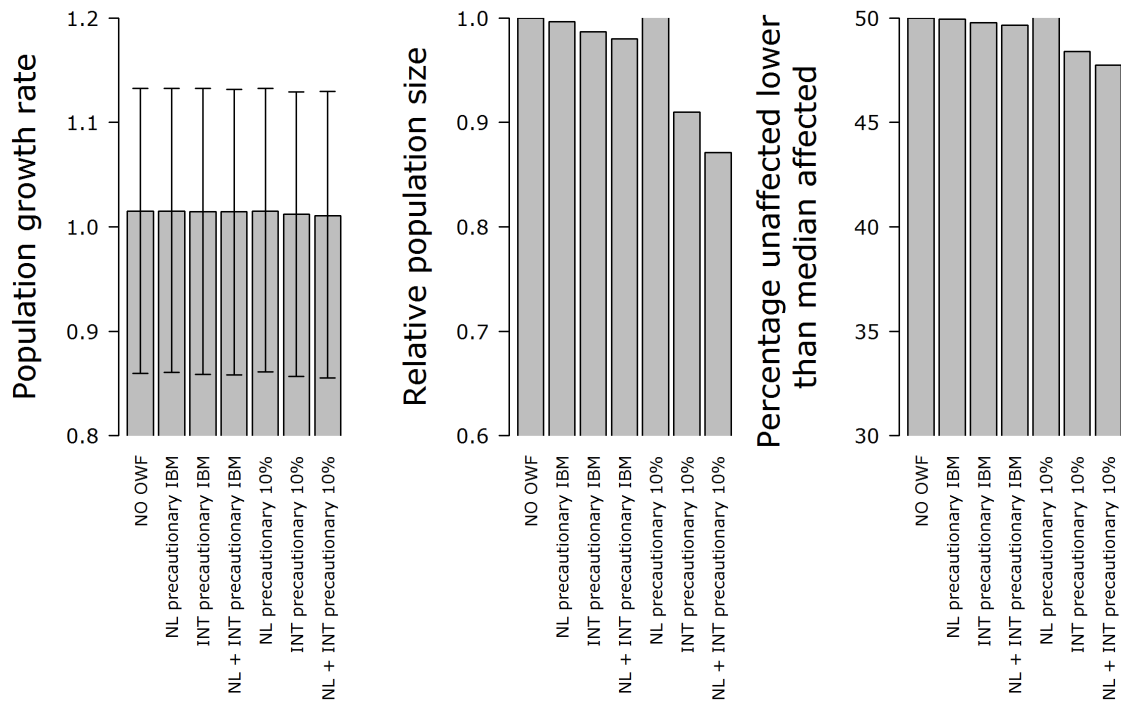 Population growth rate
1.2
1.1
1.0
0.9
0.8
NO OWF
NL precautionary IBM
INT precautionary IBM
NL + INT precautionary IBM
NL precautionary 10%
INT precautionary 10%
NL + INT precautionary 10%
Relative population size
1.0
0.9
0.8
0.7
0.6
NO OWF
NL precautionary IBM
INT precautionary IBM
NL + INT precautionary IBM
NL precautionary 10%
INT precautionary 10%
NL + INT precautionary 10%
Percentage unaffected lower
than median affected
50
45
40
35
30
NO OWF
NL precautionary IBM
INT precautionary IBM
NL + INT precautionary IBM
NL precautionary 10%
INT precautionary 10%
NL + INT precautionary 10%